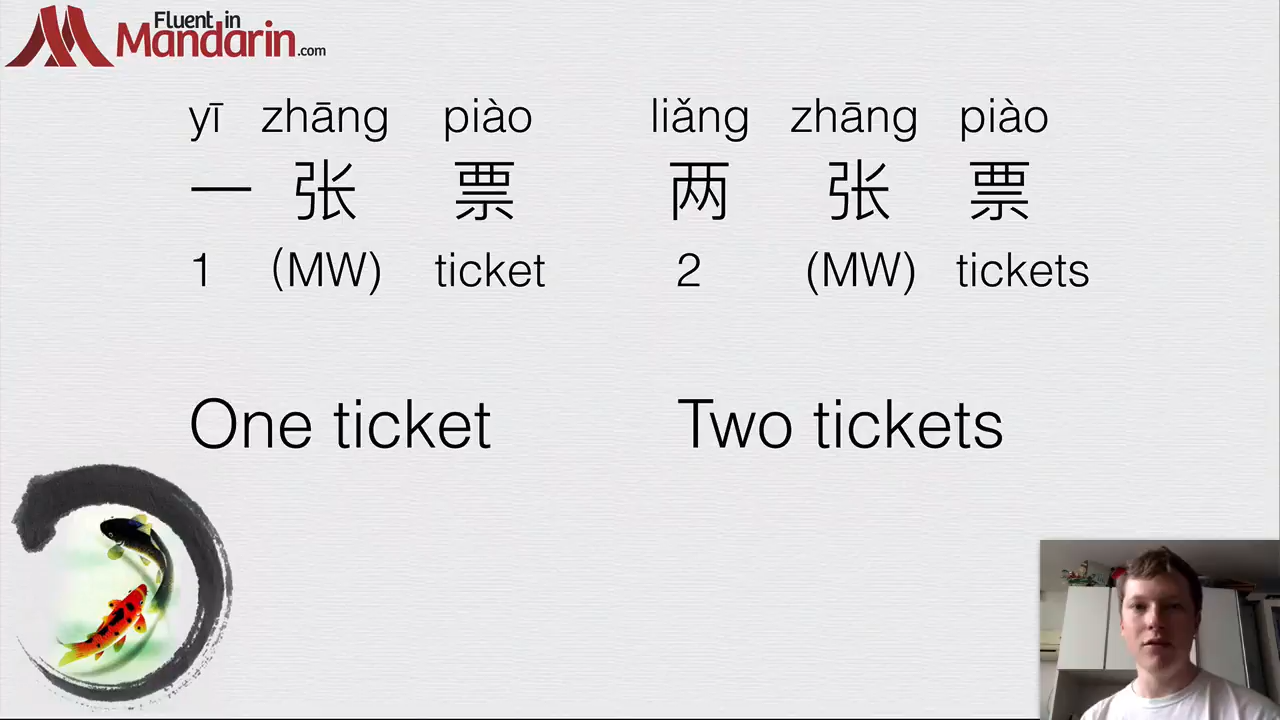 Fluent in
Mandarin.com
yī zhāng piào liǎng zhāng piào
一 张 票 两 张 票
1 (MW) ticket 2 (MW) tickets
One ticket Two tickets